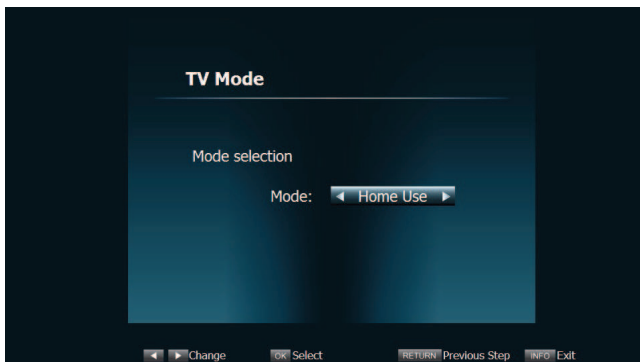 TV Mode
Mode selection
Mode: ◀ Home Use ▶
◀ ▶ Change OK Select RETURN Previous Step INFO Exit